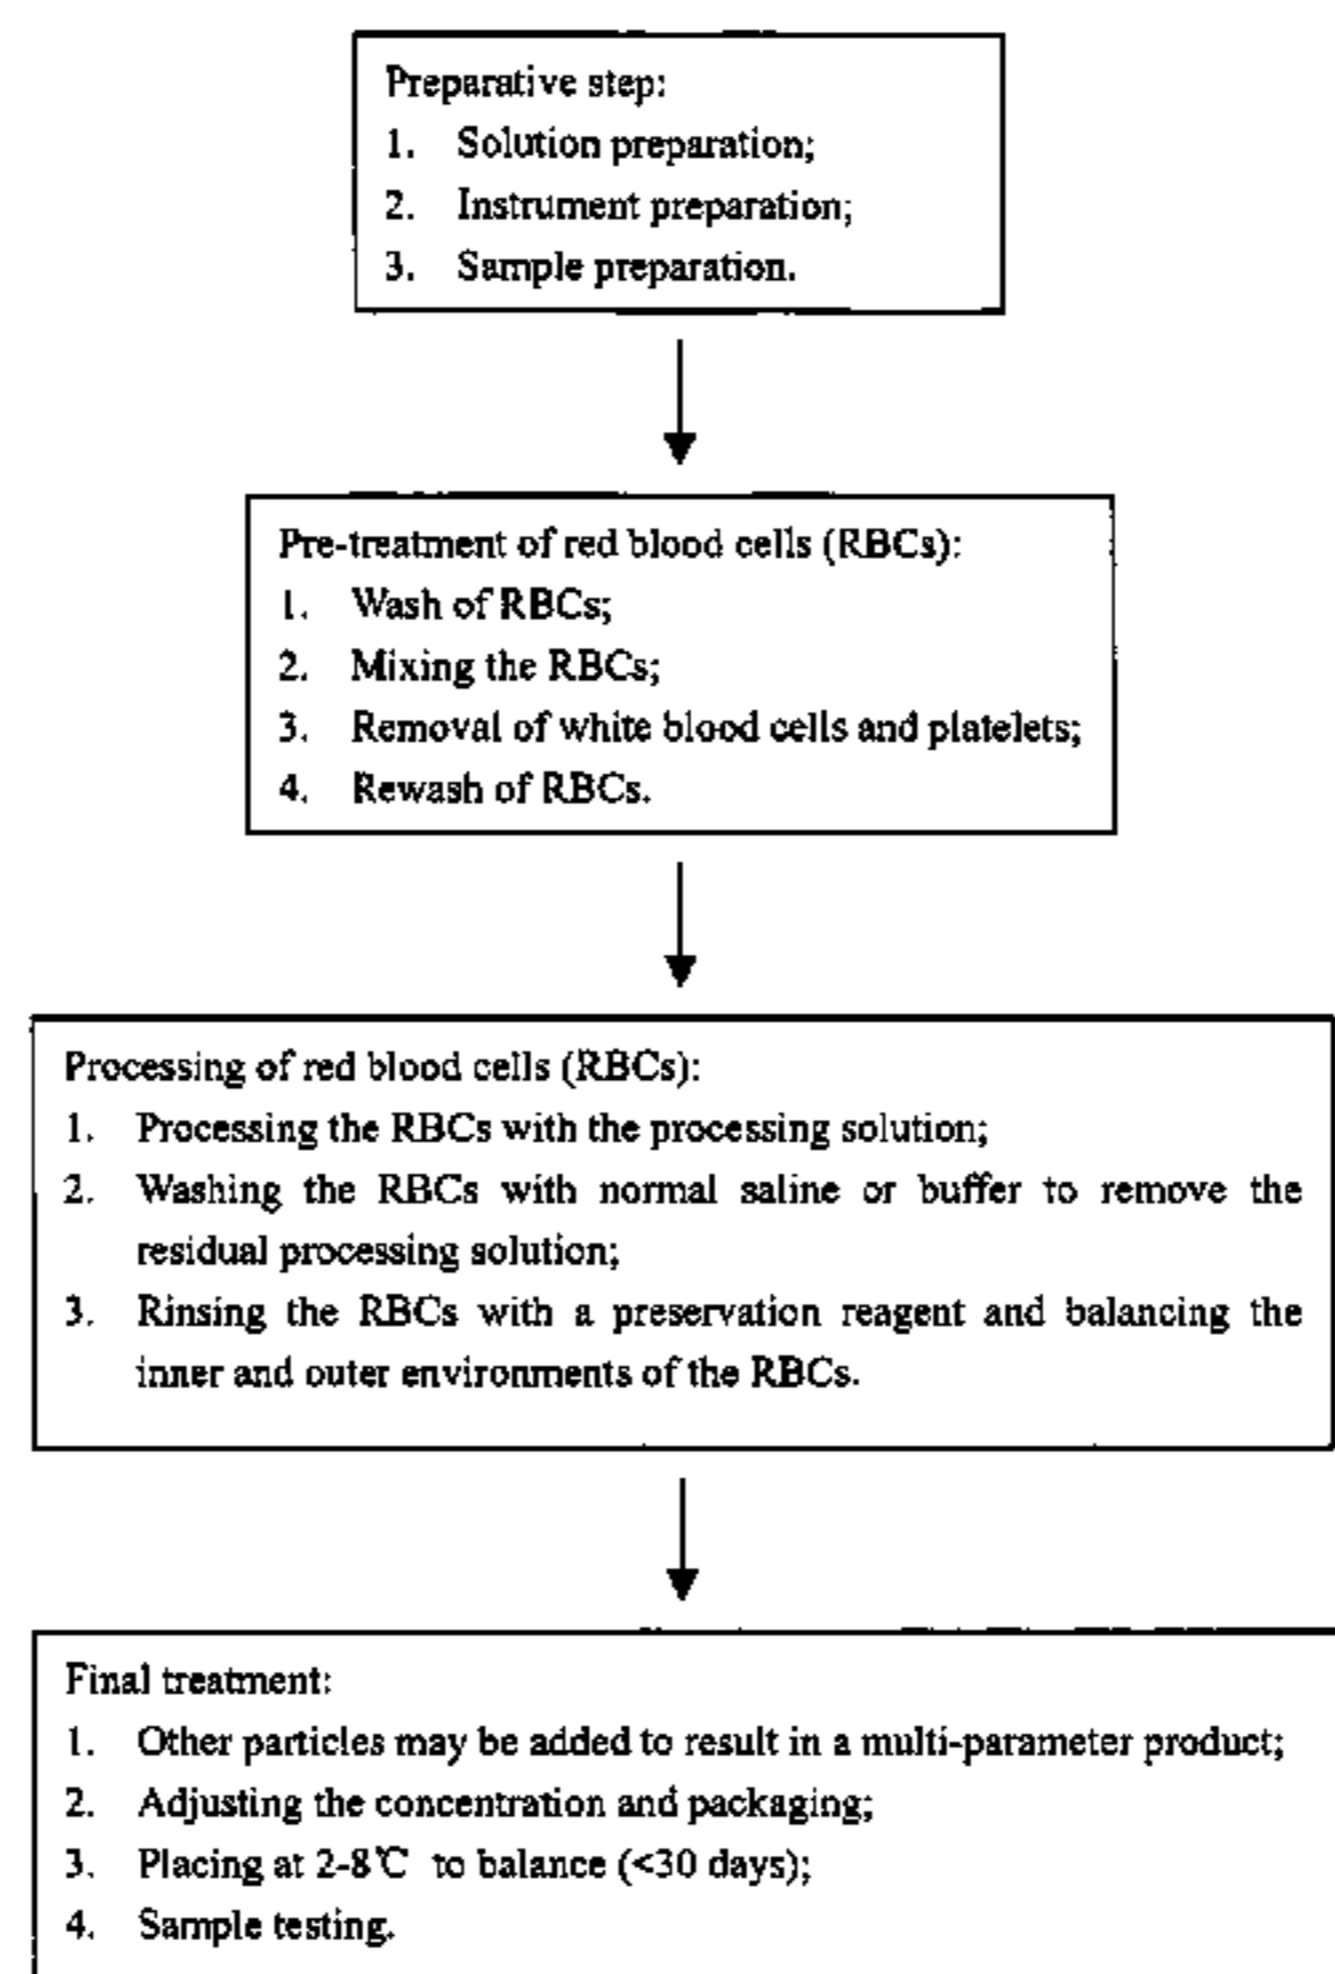 Preparative step:
1. Solution preparation;
2. Instrument preparation;
3. Sample preparation.
Pre-treatment of red blood cells (RBCs):
1. Wash of RBCs;
2. Mixing the RBCs;
3. Removal of white blood cells and platelets;
4. Rewash of RBCs.
Processing of red blood cells (RBCs):
1. Processing the RBCs with the processing solution;
2. Washing the RBCs with normal saline or buffer to remove the
residual processing solution;
3. Rinsing the RBCs with a preservation reagent and balancing the
inner and outer environments of the RBCs.
Final treatment:
1. Other particles may be added to result in a multi-parameter product;
2. Adjusting the concentration and packaging;
3. Placing at 2-8℃ to balance (<30 days);
4. Sample testing.